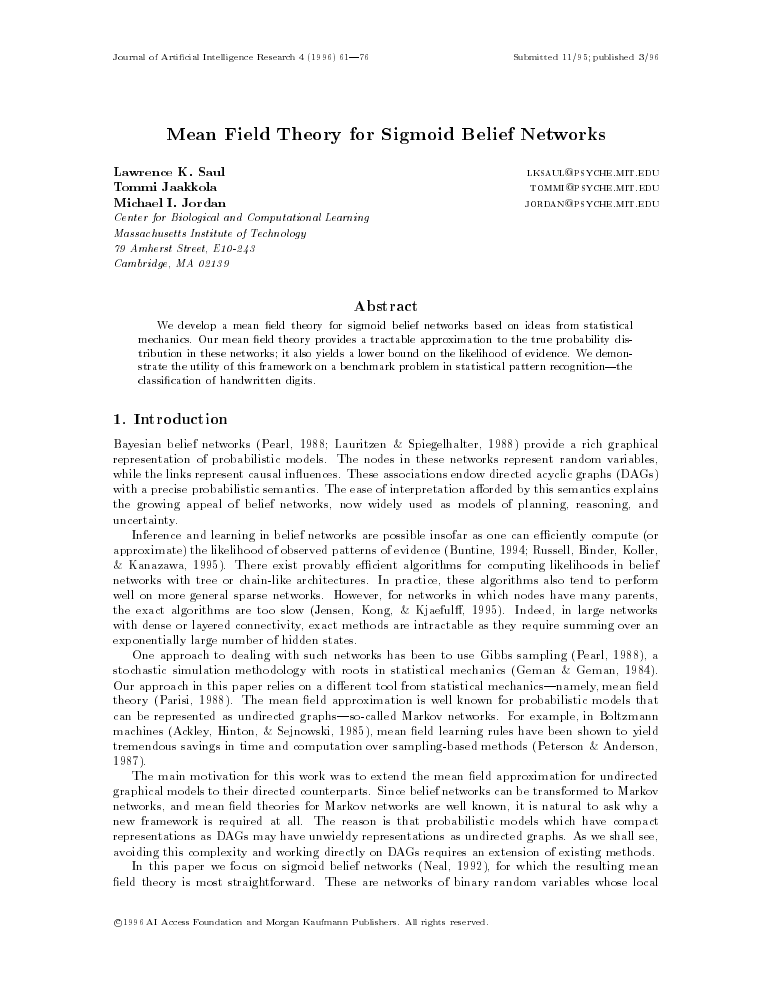 Journal of Artificial Intelligence Research 4 (1996) 61—76 Submitted 11/95; published 3/96
Mean Field Theory for Sigmoid Belief Networks
Lawrence K. Saul LKSAUL@PSYCHE.MIT.EDU
Tommi Jaakkola TOMMI@PSYCHE.MIT.EDU
Michael I. Jordan JORDAN@PSYCHE.MIT.EDU
Center for Biological and Computational Learning
Massachusetts Institute of Technology
79 Amherst Street, E10-243
Cambridge, MA 02139
Abstract
We develop a mean field theory for sigmoid belief networks based on ideas from statistical
mechanics. Our mean field theory provides a tractable approximation to the true probability dis-
tribution in these networks; it also yields a lower bound on the likelihood of evidence. We demon-
strate the utility of this framework on a benchmark problem in statistical pattern recognition—the
classification of handwritten digits.
1. Introduction
Bayesian belief networks (Pearl, 1988; Lauritzen & Spiegelhalter, 1988) provide a rich graphical
representation of probabilistic models. The nodes in these networks represent random variables,
while the links represent causal influences. These associations endow directed acyclic graphs (DAGs)
with a precise probabilistic semantics. The ease of interpretation afforded by this semantics explains
the growing appeal of belief networks, now widely used as models of planning, reasoning, and
uncertainty.
Inference and learning in belief networks are possible insofar as one can efficiently compute (or
approximate) the likelihood of observed patterns of evidence (Buntine, 1994; Russell, Binder, Koller,
& Kanazawa, 1995). There exist provably efficient algorithms for computing likelihoods in belief
networks with tree or chain-like architectures. In practice, these algorithms also tend to perform
well on more general sparse networks. However, for networks in which nodes have many parents,
the exact algorithms are too slow (Jensen, Kong, & Kjaefulff, 1995). Indeed, in large networks
with dense or layered connectivity, exact methods are intractable as they require summing over an
exponentially large number of hidden states.
One approach to dealing with such networks has been to use Gibbs sampling (Pearl, 1988), a
stochastic simulation methodology with roots in statistical mechanics (Geman & Geman, 1984).
Our approach in this paper relies on a different tool from statistical mechanics—namely, mean field
theory (Parisi, 1988). The mean field approximation is well known for probabilistic models that
can be represented as undirected graphs—so-called Markov networks. For example, in Boltzmann
machines (Ackley, Hinton, & Sejnowski, 1985), mean field learning rules have been shown to yield
tremendous savings in time and computation over sampling-based methods (Peterson & Anderson,
1987).
The main motivation for this work was to extend the mean field approximation for undirected
graphical models to their directed counterparts. Since belief networks can be transformed to Markov
networks, and mean field theories for Markov networks are well known, it is natural to ask why a
new framework is required at all. The reason is that probabilistic models which have compact
representations as DAGs may have unwieldy representations as undirected graphs. As we shall see,
avoiding this complexity and working directly on DAGs requires an extension of existing methods.
In this paper we focus on sigmoid belief networks (Neal, 1992), for which the resulting mean
field theory is most straightforward. These are networks of binary random variables whose local
©1996 AI Access Foundation and Morgan Kaufmann Publishers. All rights reserved.